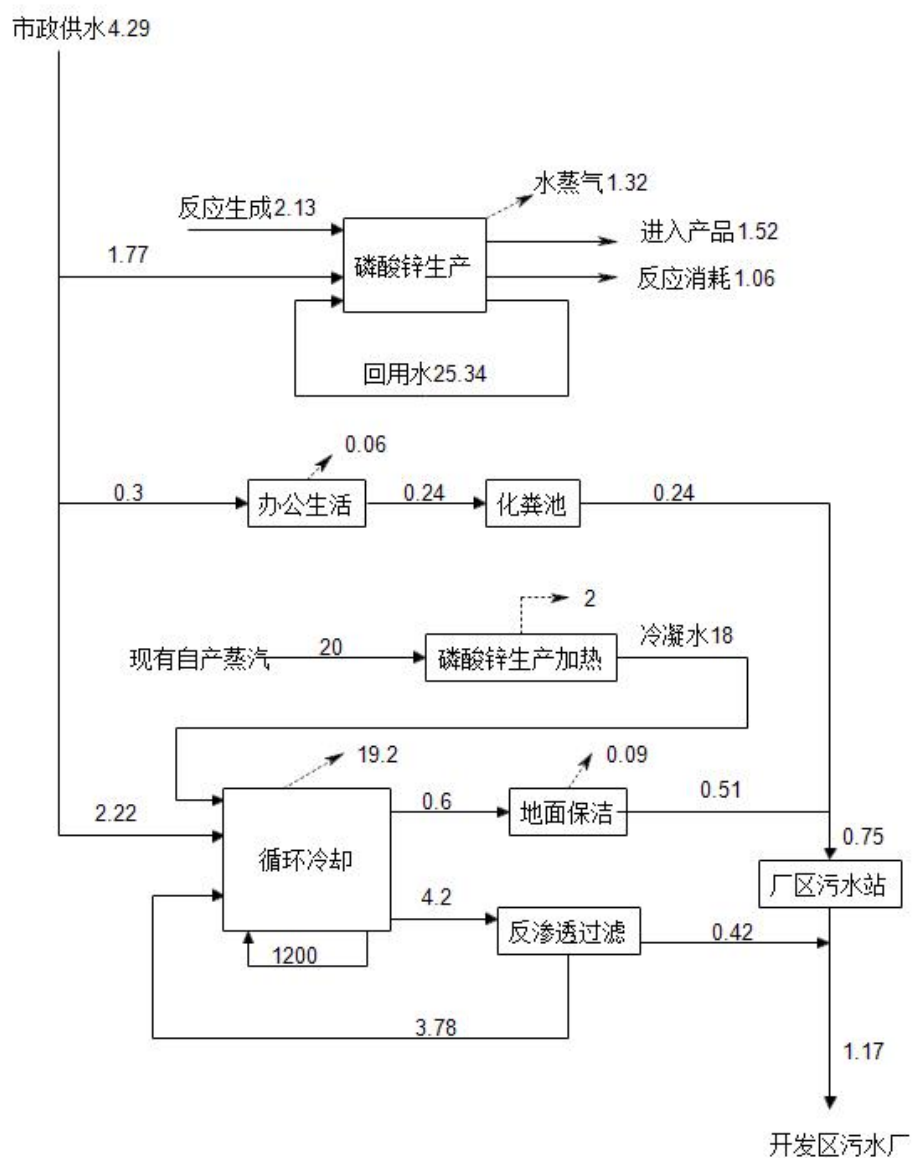 市政供水4.29
水蒸气1.32
反应生成2.13
进入产品1.52
1.77
磷酸锌生产
反应消耗1.06
回用水25.34
0.06
0.3
办公生活
0.24
化粪池
0.24
2
冷凝水18
现有自产蒸汽
20
磷酸锌生产加热
19.2
0.09
2.22
0.6
地面保洁
0.51
0.75
循环冷却
厂区污水站
4.2
反渗透过滤
0.42
1200
3.78
1.17
开发区污水厂